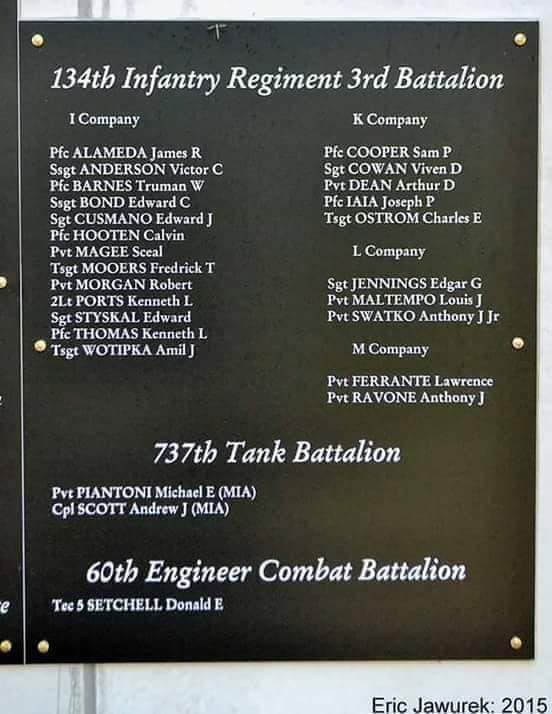 134th Infantry Regiment 3rd Battalion
I Company
Pfc ALAMEDA James R
Ssgt ANDERSON Victor C
Pfc BARNES Truman W
Ssgt BOND Edward C
Sgt CUSMANO Edward J
Pfc HOOTEN Calvin
Pvt MAGEE Sceal
Tsgt MOOERS Fredrick T
Pvt MORGAN Robert
2Lt PORTS Kenneth L
Sgt STYSKAL Edward
Pfc THOMAS Kenneth L
Tsgt WOTIPKA Amil J
K Company
Pfc COOPER Sam P
Sgt COWAN Viven D
Pvt DEAN Arthur D
Pfc IAIA Joseph P
Tsgt OSTROM Charles E
L Company
Sgt JENNINGS Edgar G
Pvt MALTEMPO Louis J
Pvt SWATKO Anthony J Jr
M Company
Pvt FERRANTE Lawrence
Pvt RAVONE Anthony J
737th Tank Battalion
Pvt PIANTONI Michael E (MIA)
Cpl SCOTT Andrew J (MIA)
60th Engineer Combat Battalion
Tec 5 SETCHELL Donald E
Eric Jawurek: 2015